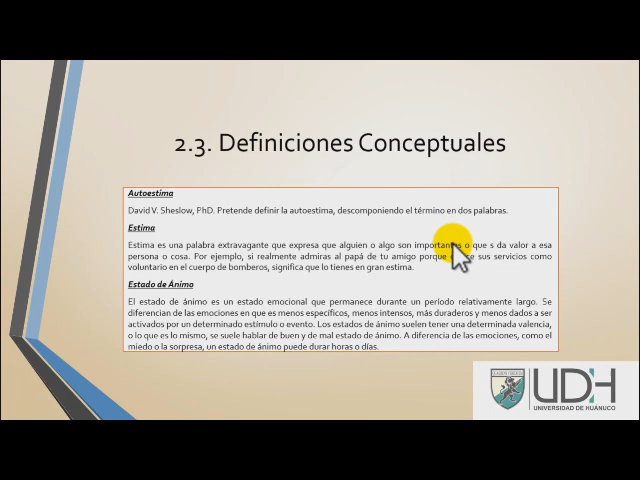 2.3. Definiciones Conceptuales
Autoestima
David V. Sheslow, PhD. Pretende definir la autoestima, descomponiendo el término en dos palabras.
Estima
Estima es una palabra extravagante que expresa que alguien o algo son importantes o que s da valor a esa
persona o cosa. Por ejemplo, si realmente admiras al papá de tu amigo porque sus servicios como
voluntario en el cuerpo de bomberos, significa que lo tienes en gran estima.
Estado de Ánimo
El estado de ánimo es un estado emocional que permanece durante un período relativamente largo. Se
diferencian de las emociones en que es menos específicos, menos intensos, más duraderos y menos dados a ser
activados por un determinado estímulo o evento. Los estados de ánimo suelen tener una determinada valencia,
o lo que es lo mismo, se suele hablar de buen y de mal estado de ánimo. A diferencia de las emociones, como el
miedo o la sorpresa, un estado de ánimo puede durar horas o días.
UDH
UNIVERSIDAD DE HUÁNUCO